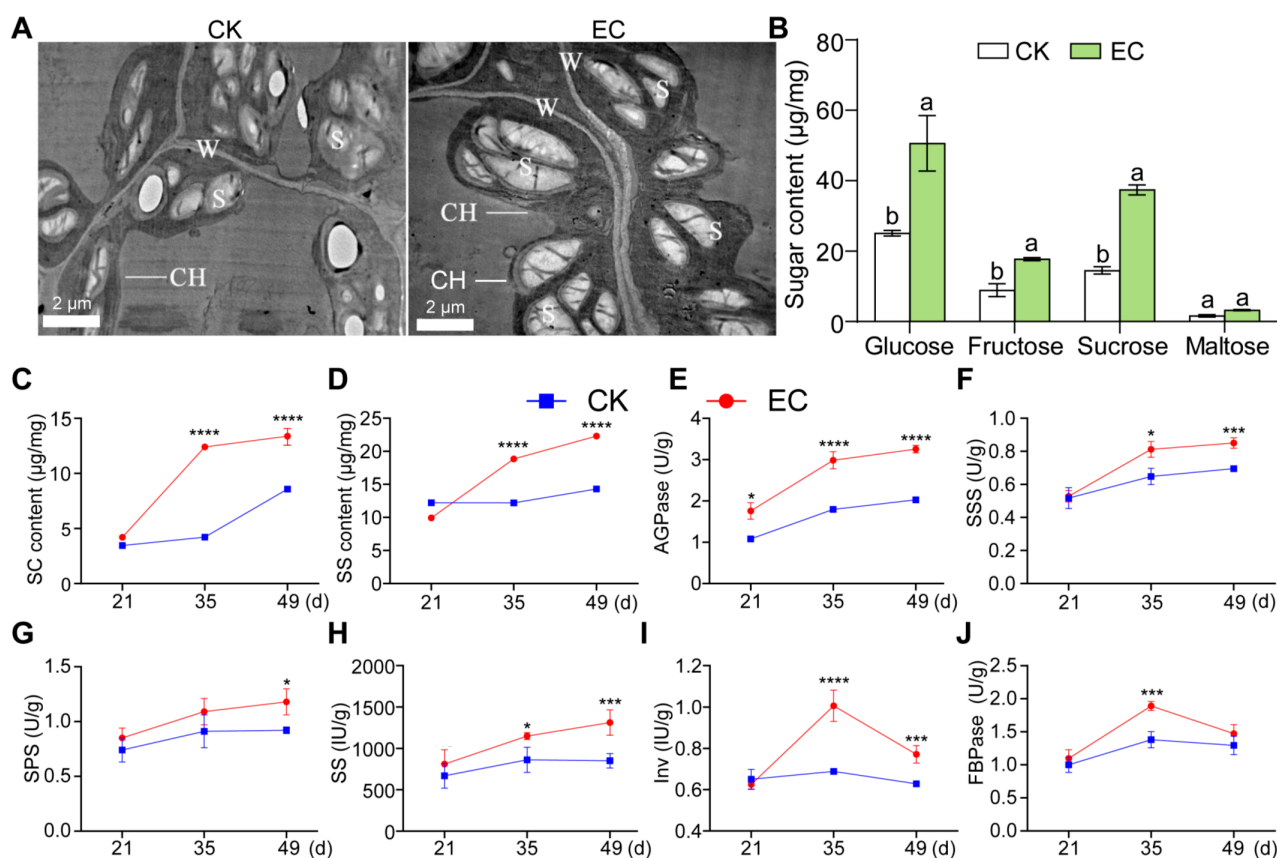 A
CK
EC
W
S
S
CH
2 µm
W
W
S
S
CH
S
CH
S
2 µm
B
Sugar content (µg/mg)
80
60
40
20
0
CK
EC
b
a
b
a
b
a
a
a
Glucose
Fructose
Sucrose
Maltose
CK
EC
C
SC content (µg/mg)
15
10
5
0
****
****
21
35
49 (d)
D
SS content (µg/mg)
25
20
15
10
5
0
****
****
21
35
49 (d)
E
AGPase (U/g)
4
3
2
1
0
*
****
****
21
35
49 (d)
F
SSS (U/g)
1.0
0.8
0.6
0.4
0.2
0.0
*
***
21
35
49 (d)
G
SPS (U/g)
1.5
1.0
0.5
0.0
*
21
35
49 (d)
H
SS (IU/g)
2000
1500
1000
500
0
*
***
21
35
49 (d)
I
Inv (IU/g)
1.2
1.0
0.8
0.6
0.4
****
***
21
35
49 (d)
J
FBPase (U/g)
2.5
2.0
1.5
1.0
0.5
0.0
***
21
35
49 (d)